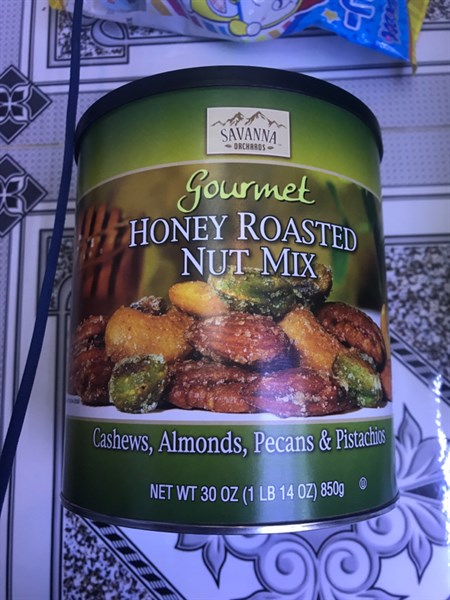 SAVANNA
ORCHARDS
Gourmet
HONEY ROASTED
NUT MIX
Cashews, Almonds, Pecans & Pistachios
NET WT 30 OZ (1 LB 14 OZ) 850g